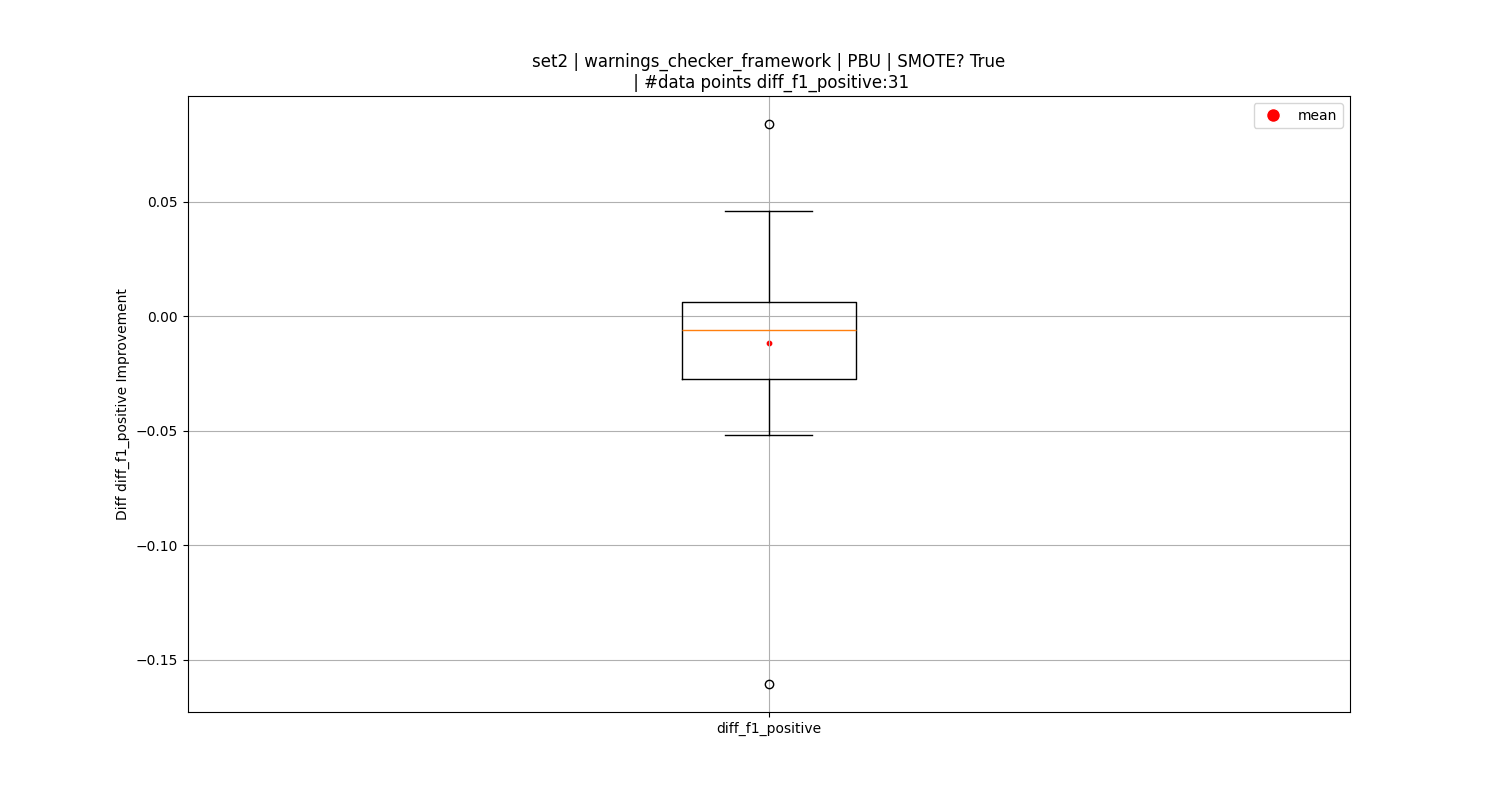 set2 | warnings_checker_framework | PBU | SMOTE? True
| #data points diff_f1_positive:31
mean
0.05
0.00
−0.05
−0.10
−0.15
Diff diff_f1_positive Improvement
diff_f1_positive